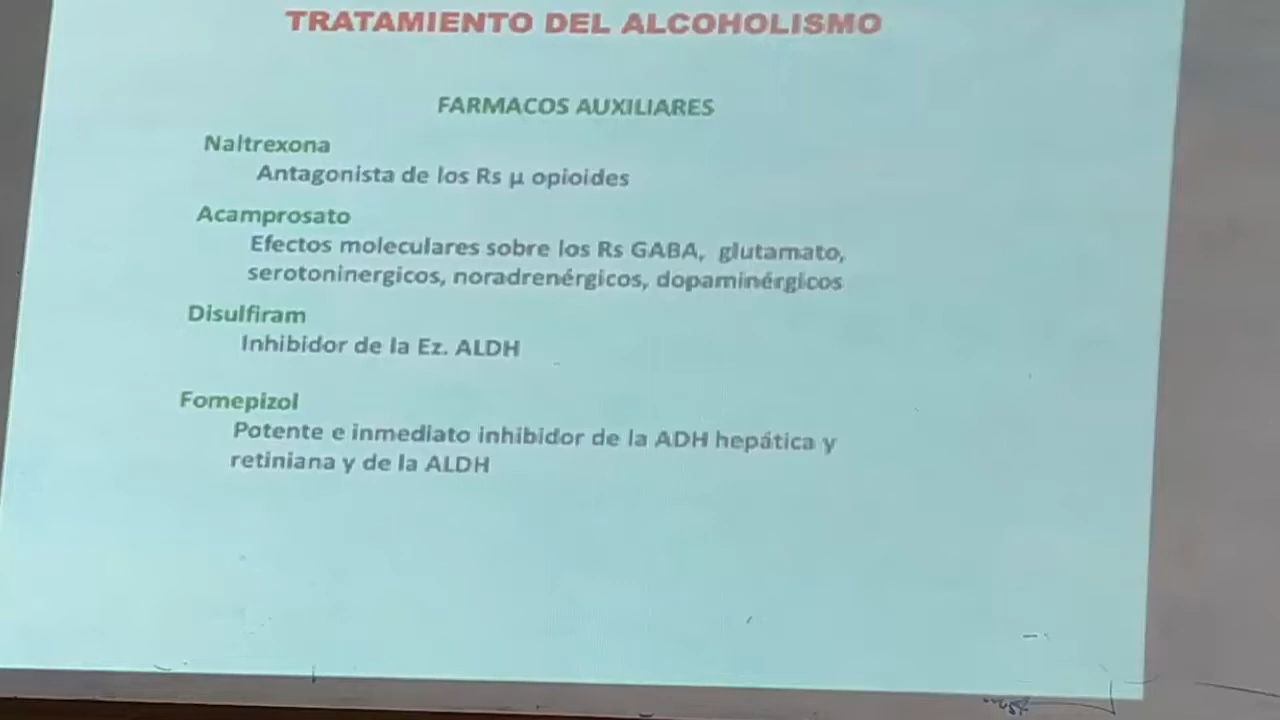 TRATAMIENTO DEL ALCOHOLISMO
FARMACOS AUXILIARES
Naltrexona
Antagonista de los Rs μ opioides
Acamprosato
Efectos moleculares sobre los Rs GABA, glutamato,
serotoninergicos, noradrenérgicos, dopaminérgicos
Disulfiram
Inhibidor de la Ez. ALDH
Fomepizol
Potente e inmediato inhibidor de la ADH hepática y
retiniana y de la ALDH